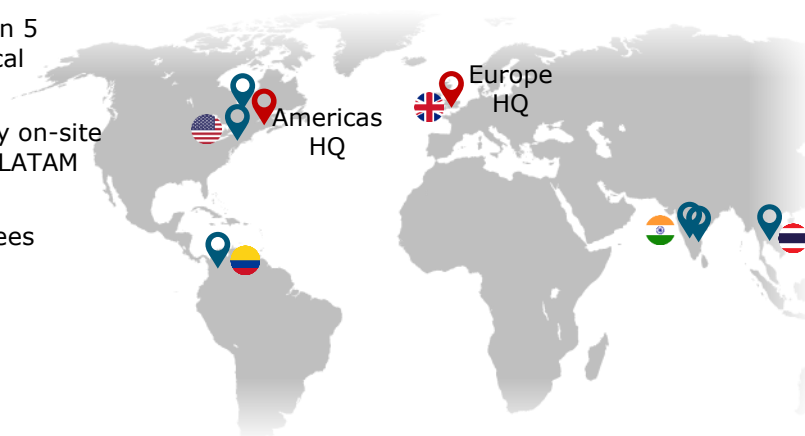 n 5
cal
y on-site
LATAM
ees
Americas
HQ
Europe
HQ